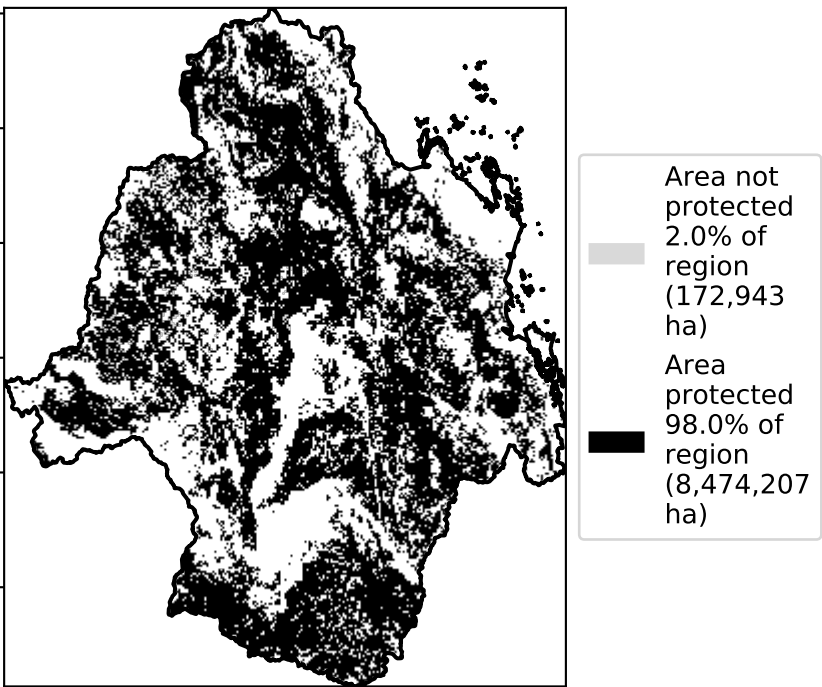 Area not
protected
2.0% of
region
(172,943
ha)
Area
protected
98.0% of
region
(8,474,207
ha)